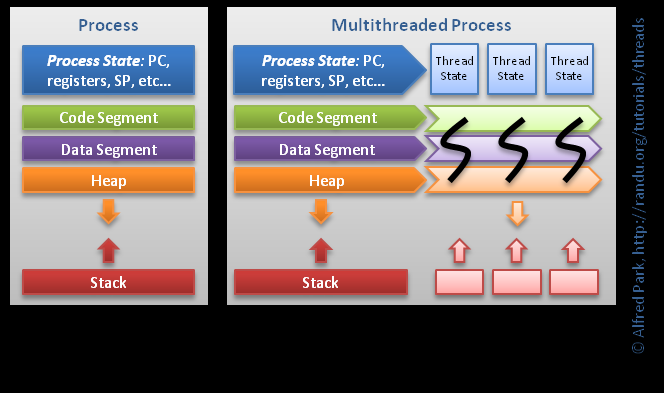 Process
Process State: PC,
registers, SP, etc...
Code Segment
Data Segment
Heap
Stack
Multithreaded Process
Process State: PC,
registers, SP, etc...
Thread
State
Thread
State
Thread
State
Code Segment
Data Segment
Heap
Stack
© Alfred Park, http://randu.org/tutorials/threads